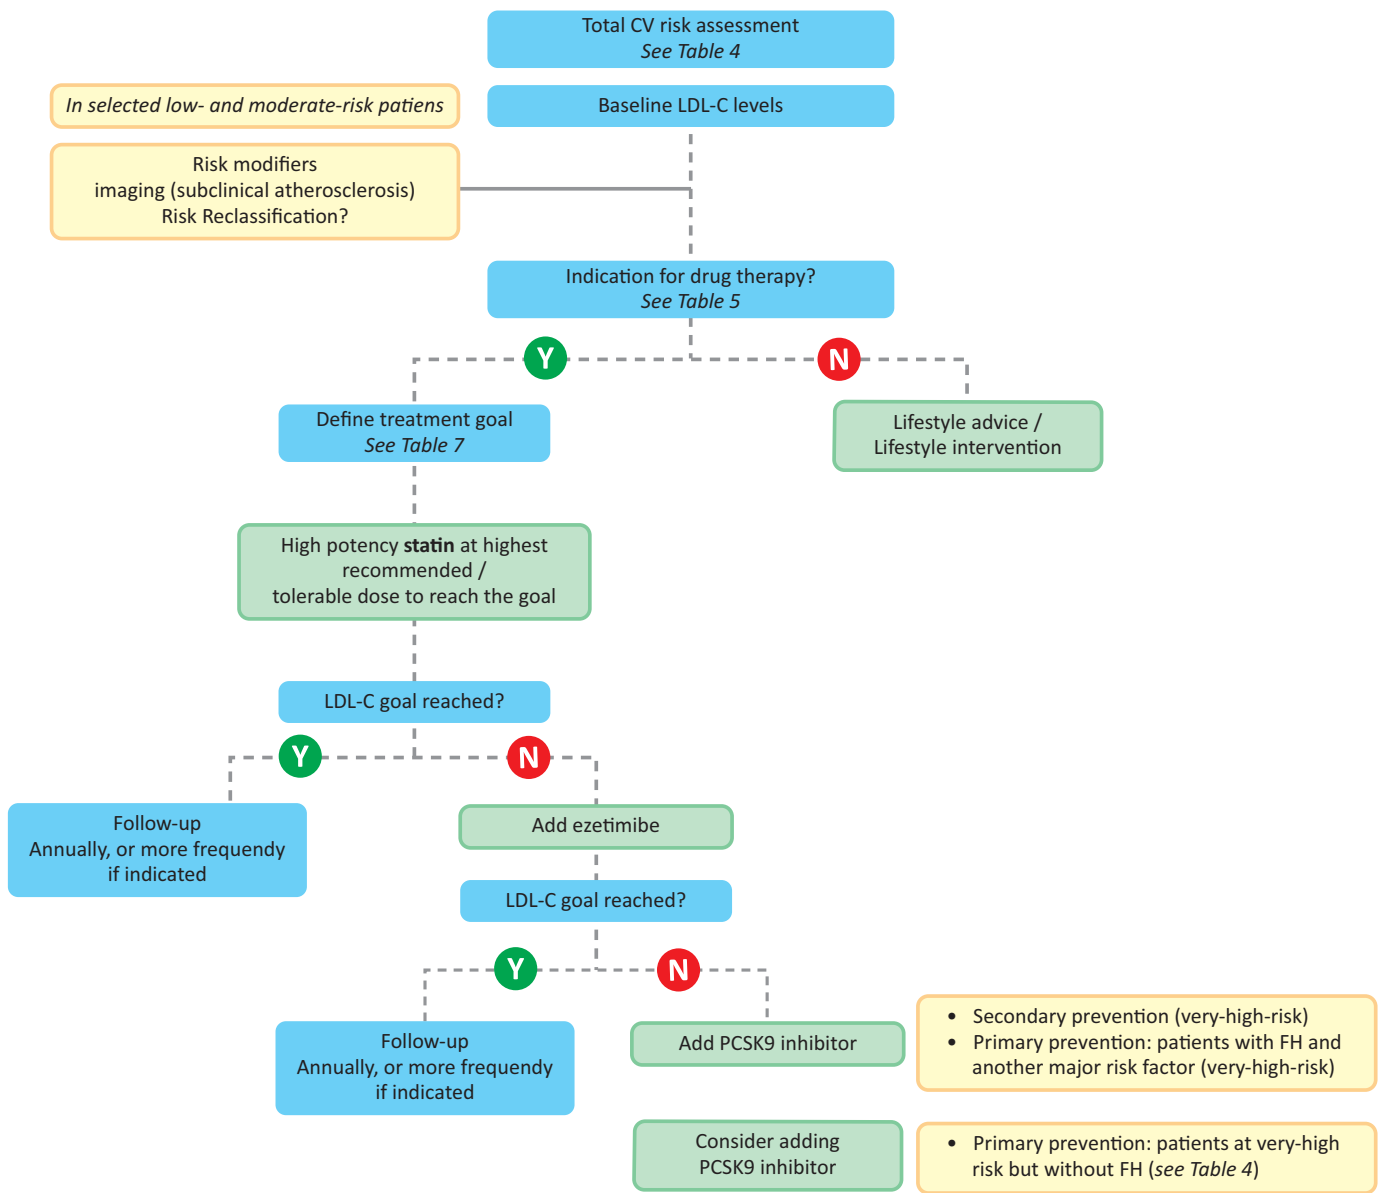 Total CV risk assessment
See Table 4
In selected low- and moderate-risk patiens
Baseline LDL-C levels
Risk modifiers
imaging (subclinical atherosclerosis)
Risk Reclassification?
Indication for drug therapy?
See Table 5
Y
N
Define treatment goal
See Table 7
Lifestyle advice /
Lifestyle intervention
High potency statin at highest
recommended /
tolerable dose to reach the goal
LDL-C goal reached?
Y
N
Follow-up
Annually, or more frequendy
if indicated
Add ezetimibe
LDL-C goal reached?
Y
N
Follow-up
Annually, or more frequendy
if indicated
Add PCSK9 inhibitor
• Secondary prevention (very-high-risk)
• Primary prevention: patients with FH and
another major risk factor (very-high-risk)
Consider adding
PCSK9 inhibitor
• Primary prevention: patients at very-high
risk but without FH (see Table 4)